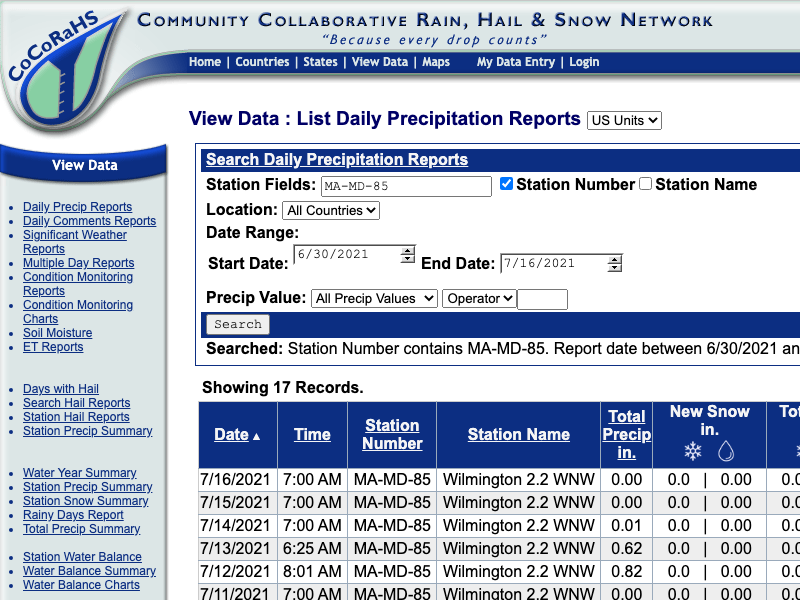 CoCoRaHS
Community Collaborative Rain, Hail & Snow Network
"Because every drop counts"
Home | Countries | States | View Data | Maps My Data Entry | Login
View Data : List Daily Precipitation Reports US Units
View Data
Daily Precip Reports
Daily Comments Reports
Significant Weather
Reports
Multiple Day Reports
Condition Monitoring
Reports
Condition Monitoring
Charts
Soil Moisture
ET Reports
Days with Hail
Search Hail Reports
Station Hail Reports
Station Precip Summary
Water Year Summary
Station Precip Summary
Station Snow Summary
Rainy Days Report
Total Precip Summary
Station Water Balance
Water Balance Summary
Water Balance Charts
Search Daily Precipitation Reports
Station Fields: MA-MD-85 Station Number Station Name
Location: All Countries
Date Range:
Start Date: 6/30/2021 End Date: 7/16/2021
Precip Value: All Precip Values Operator
Search
Searched: Station Number contains MA-MD-85. Report date between 6/30/2021 an
Showing 17 Records.
Date ▲ Time Station Number Station Name Total Precip in. New Snow in. Tot
7/16/2021 7:00 AM MA-MD-85 Wilmington 2.2 WNW 0.00 0.0 | 0.00 0.0
7/15/2021 7:00 AM MA-MD-85 Wilmington 2.2 WNW 0.00 0.0 | 0.00 0.0
7/14/2021 7:00 AM MA-MD-85 Wilmington 2.2 WNW 0.01 0.0 | 0.00 0.0
7/13/2021 6:25 AM MA-MD-85 Wilmington 2.2 WNW 0.62 0.0 | 0.00 0.0
7/12/2021 8:01 AM MA-MD-85 Wilmington 2.2 WNW 0.82 0.0 | 0.00 0.0
7/11/2021 7:00 AM MA-MD-85 Wilmington 2.2 WNW 0.00 0.0 | 0.00 0.0